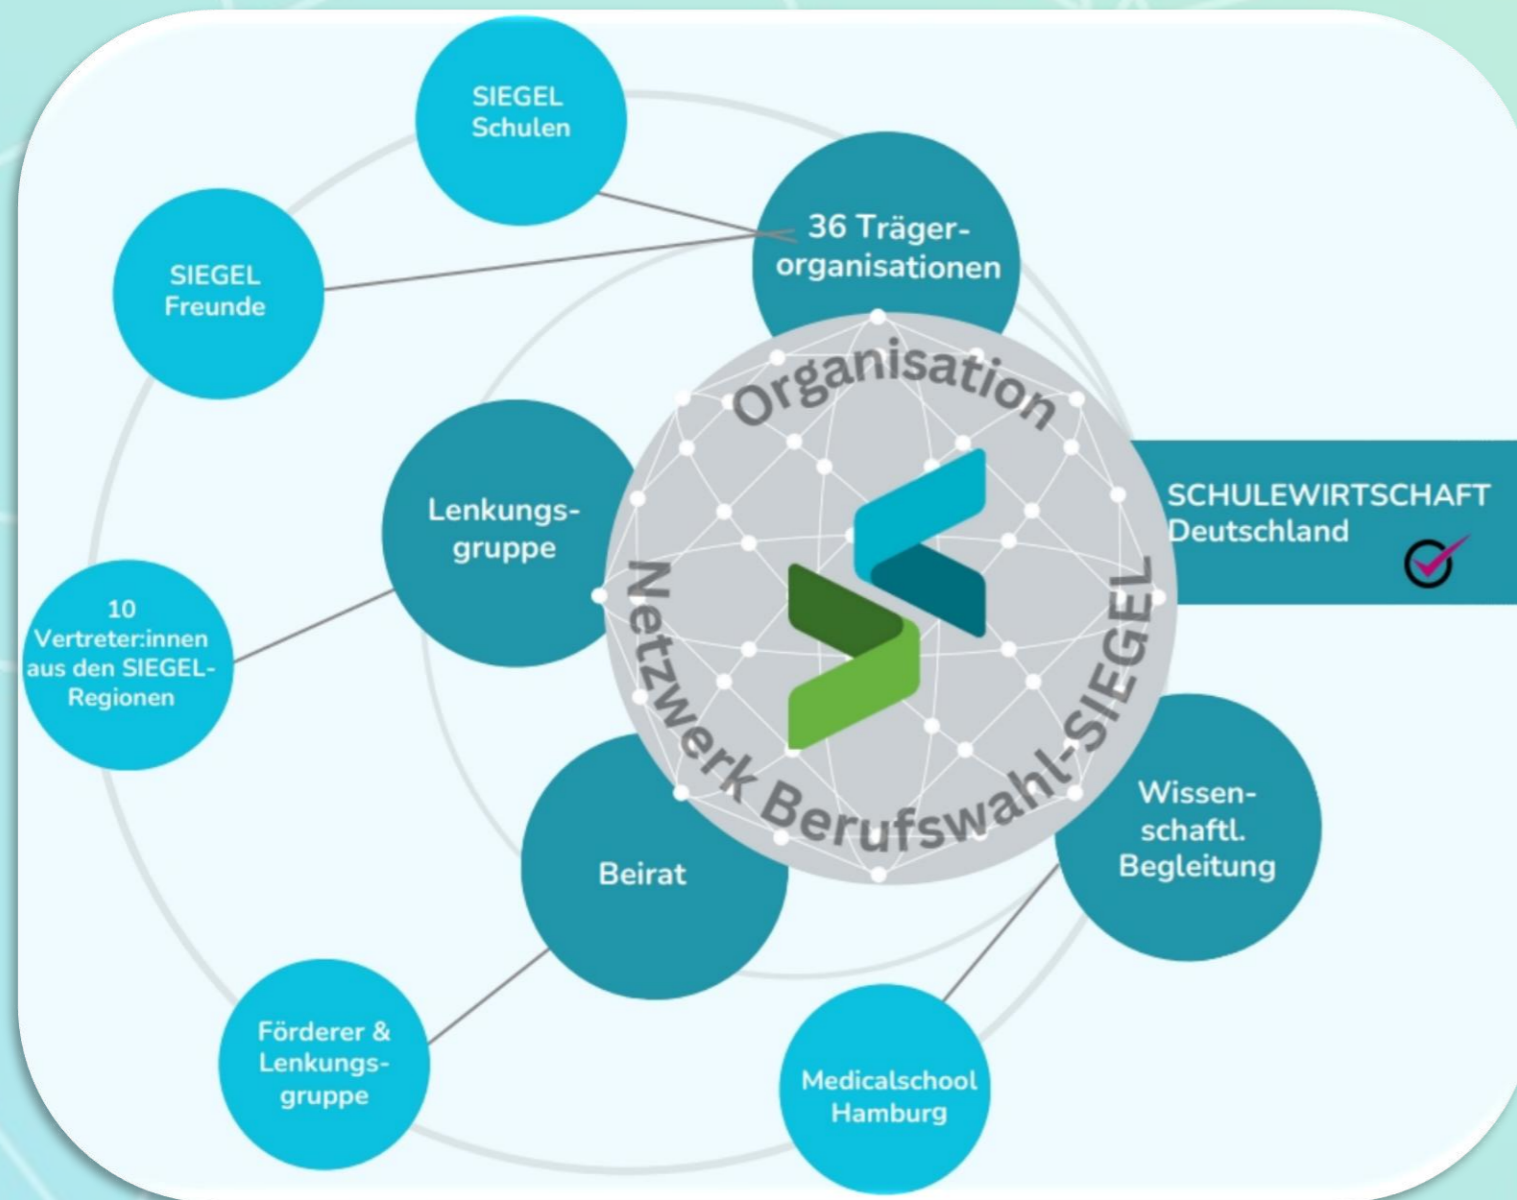 SIEGEL
Schulen
36 Träger-
organisationen
SIEGEL
Freunde
Organisation
Netzwerk Berufswahl-SIEGEL
SCHULEWIRTSCHAFT
Deutschland
Lenkungs-
gruppe
10
Vertreter:innen
aus den SIEGEL-
Regionen
Wissen-
schaftl.
Begleitung
Beirat
Förderer &
Lenkungs-
gruppe
Medicalschool
Hamburg